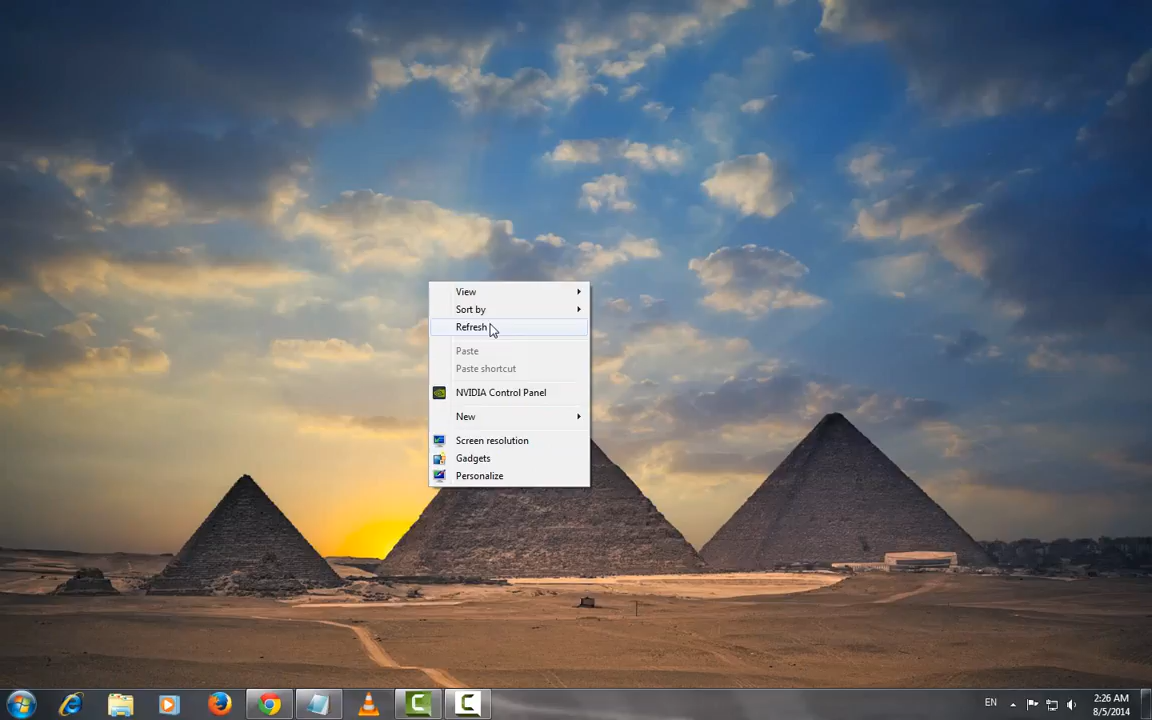 View
Sort by
Refresh
Paste
Paste shortcut
NVIDIA Control Panel
New
Screen resolution
Gadgets
Personalize
EN
2:26 AM
8/5/2014